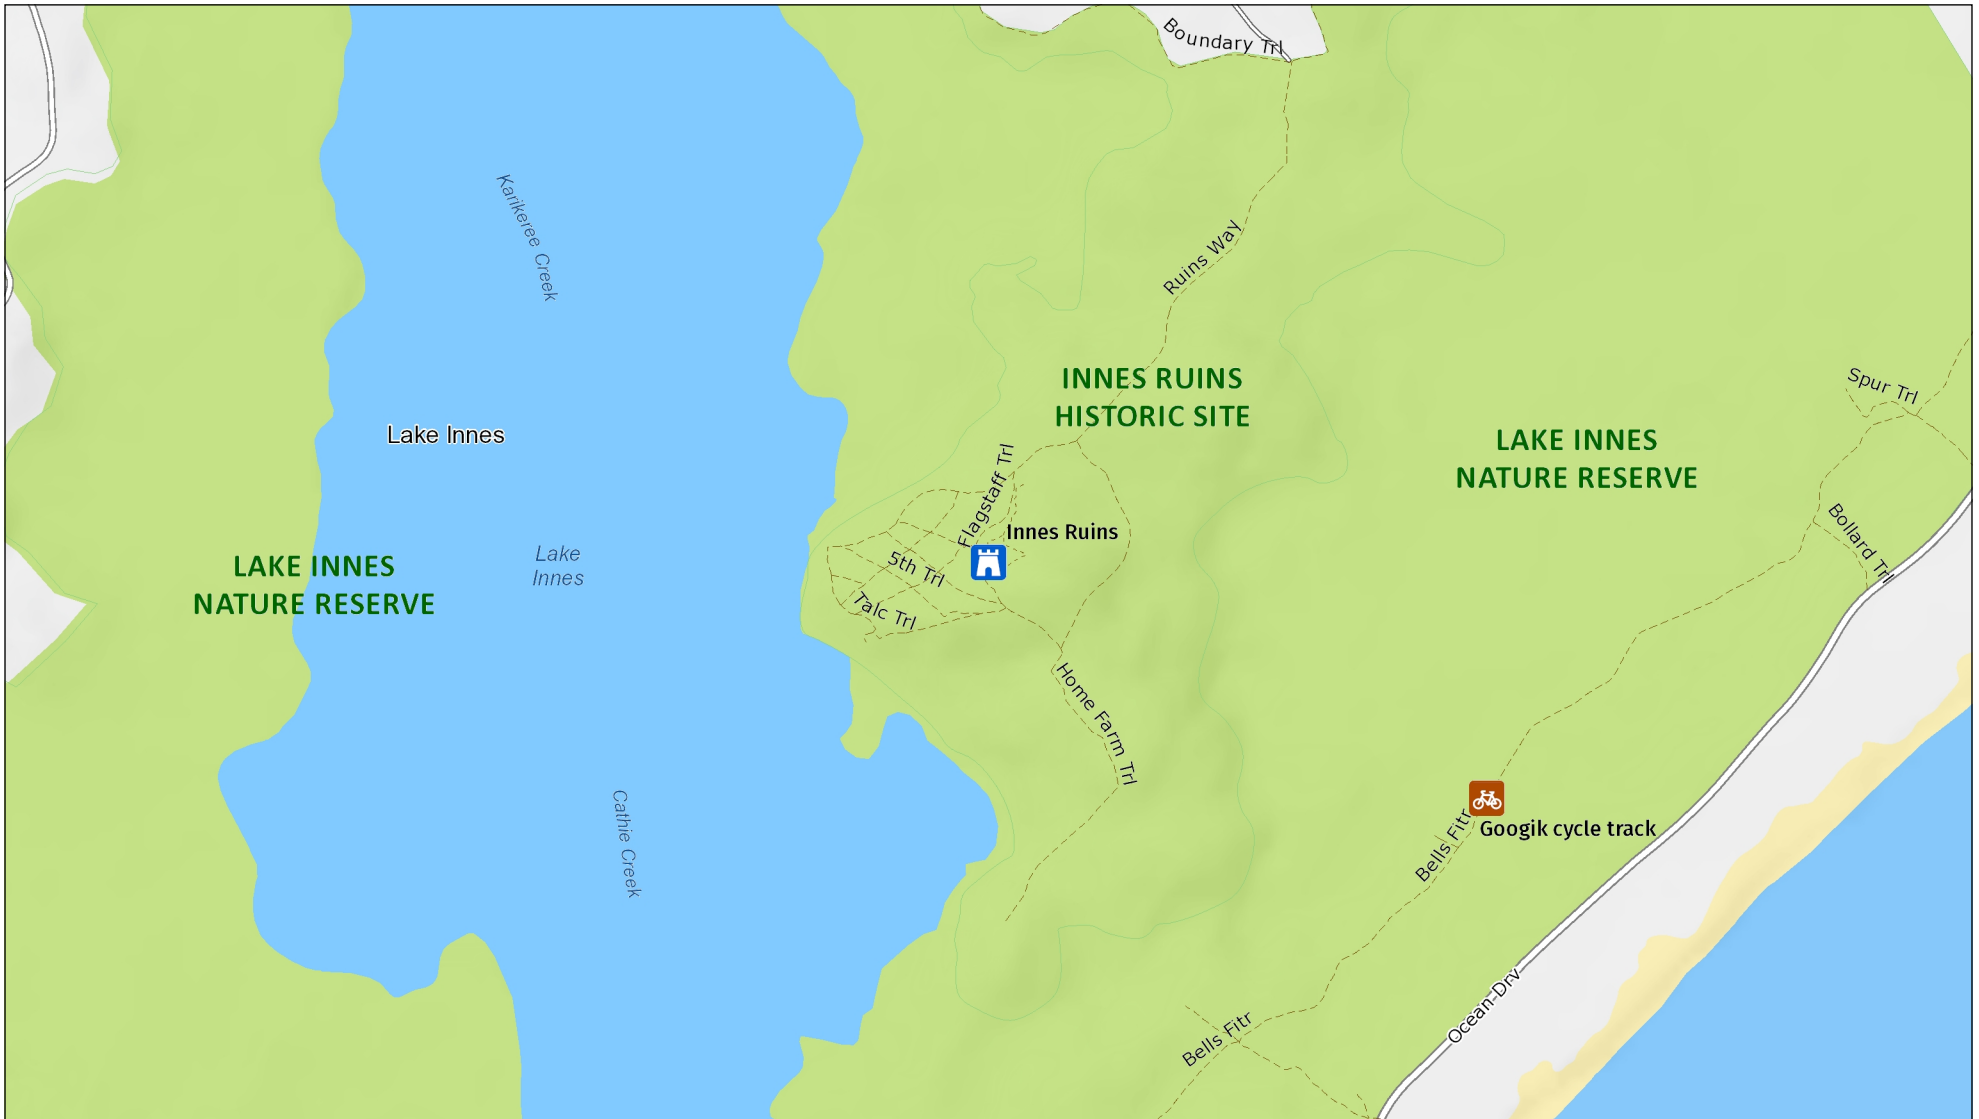 Boundary Trl
Karikeree Creek
Ruins Way
INNES RUINS
HISTORIC SITE
Spur Trl
Lake Innes
LAKE INNES
NATURE RESERVE
Flagstaff Trl
Innes Ruins
Bollard Trl
Lake
Innes
LAKE INNES
NATURE RESERVE
5th Trl
Talc Trl
Home Farm Trl
Cathie Creek
Googik cycle track
Bells Fitr
Ocean Drv
Bells Fitr